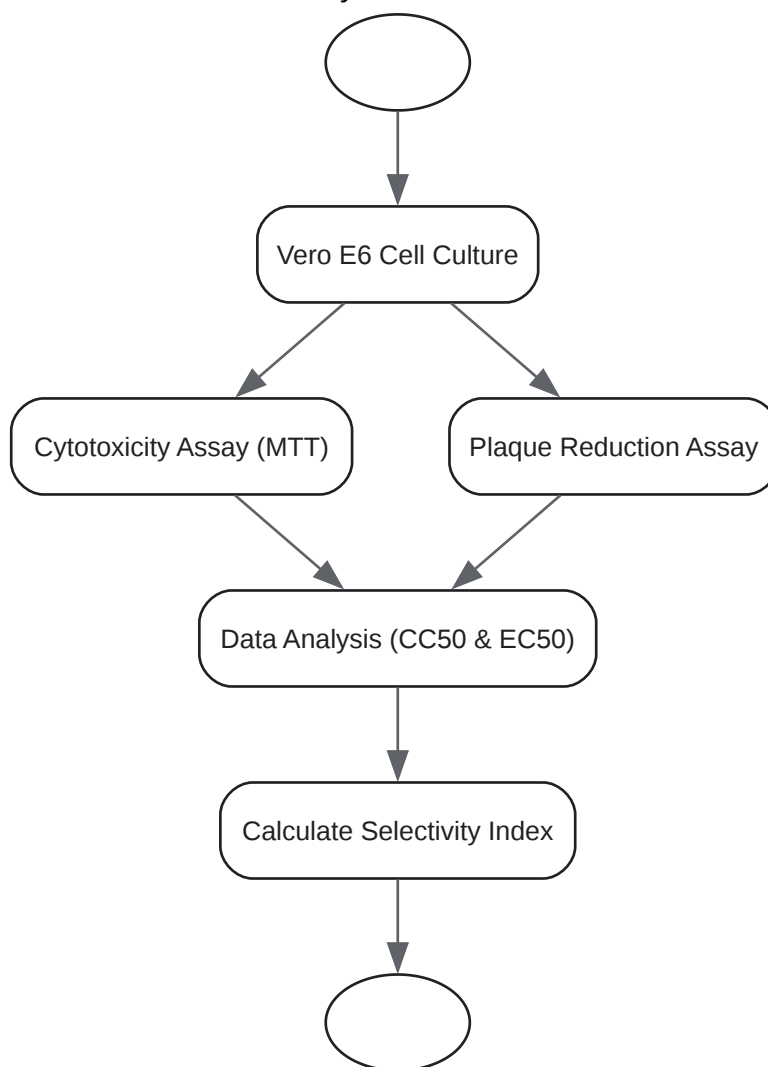 Vero E6 Cell Culture
Cytotoxicity Assay (MTT)
Plaque Reduction Assay
Data Analysis (CC50 & EC50)
Calculate Selectivity Index